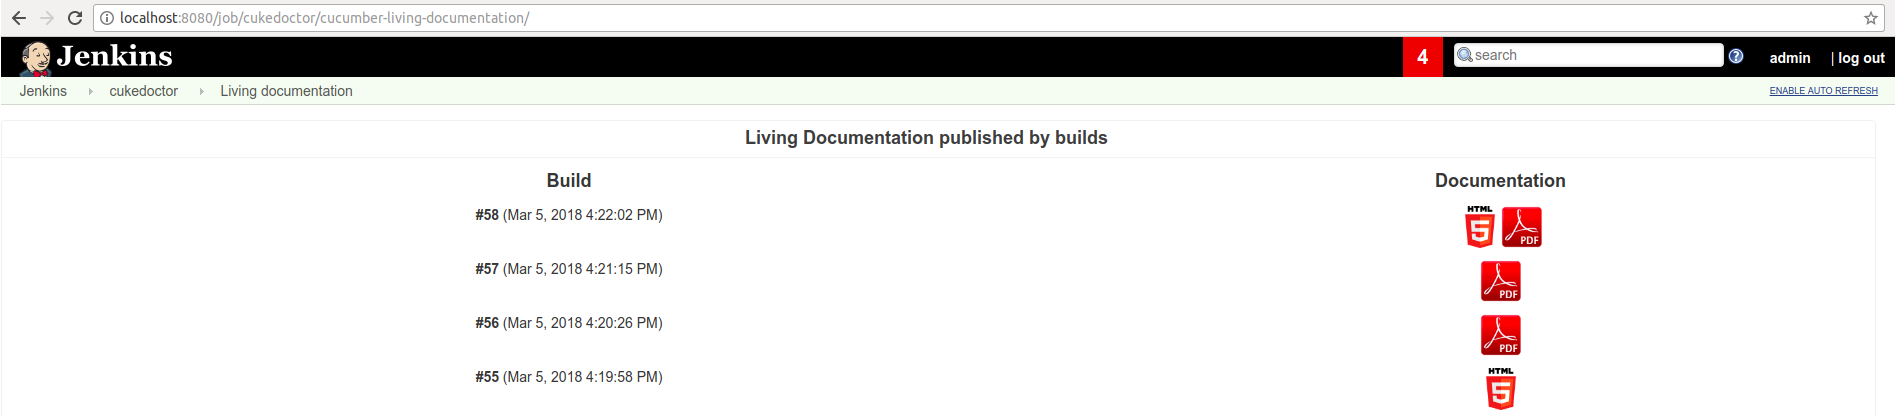 localhost:8080/job/cukedoctor/cucumber-living-documentation/
Jenkins 4 search ? admin | log out
Jenkins cukedoctor Living documentation ENABLE AUTO REFRESH
Living Documentation published by builds
Build Documentation
#58 (Mar 5, 2018 4:22:02 PM) HTML 5 PDF
#57 (Mar 5, 2018 4:21:15 PM) PDF
#56 (Mar 5, 2018 4:20:26 PM) PDF
#55 (Mar 5, 2018 4:19:58 PM) HTML 5